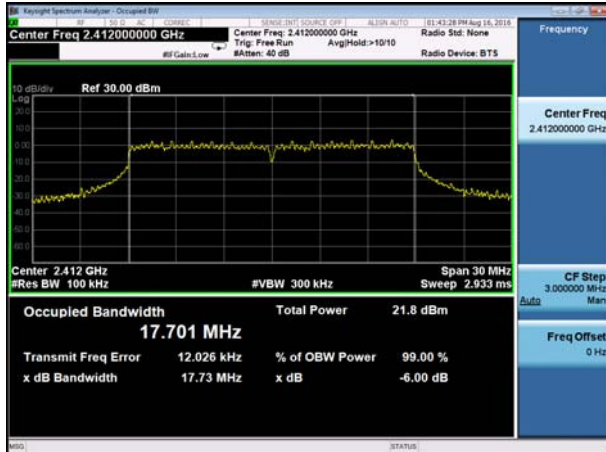 Keysight Spectrum Analyzer - Occupied BW
RF 50 Ω AC CORREC SENSE:INT SOURCE OFF ALIGN AUTO 01:43:28 PM Aug 16, 2016
Center Freq 2.412000000 GHz
Center Freq: 2.412000000 GHz
Radio Std: None
Trig: Free Run Avg|Hold:>10/10
#IFGain:Low #Atten: 40 dB Radio Device: BTS
Frequency
10 dB/div Ref 30.00 dBm
Log
20.0
10.0
0.00
-10.0
-20.0
-30.0
-40.0
-50.0
-60.0
Center 2.412 GHz Span 30 MHz
#Res BW 100 kHz #VBW 300 kHz Sweep 2.933 ms
Occupied Bandwidth Total Power 21.8 dBm
17.701 MHz
Transmit Freq Error 12.026 kHz % of OBW Power 99.00 %
x dB Bandwidth 17.73 MHz x dB -6.00 dB
Center Freq
2.412000000 GHz
CF Step
3.000000 MHz
Auto Man
Freq Offset
0 Hz
MSG STATUS